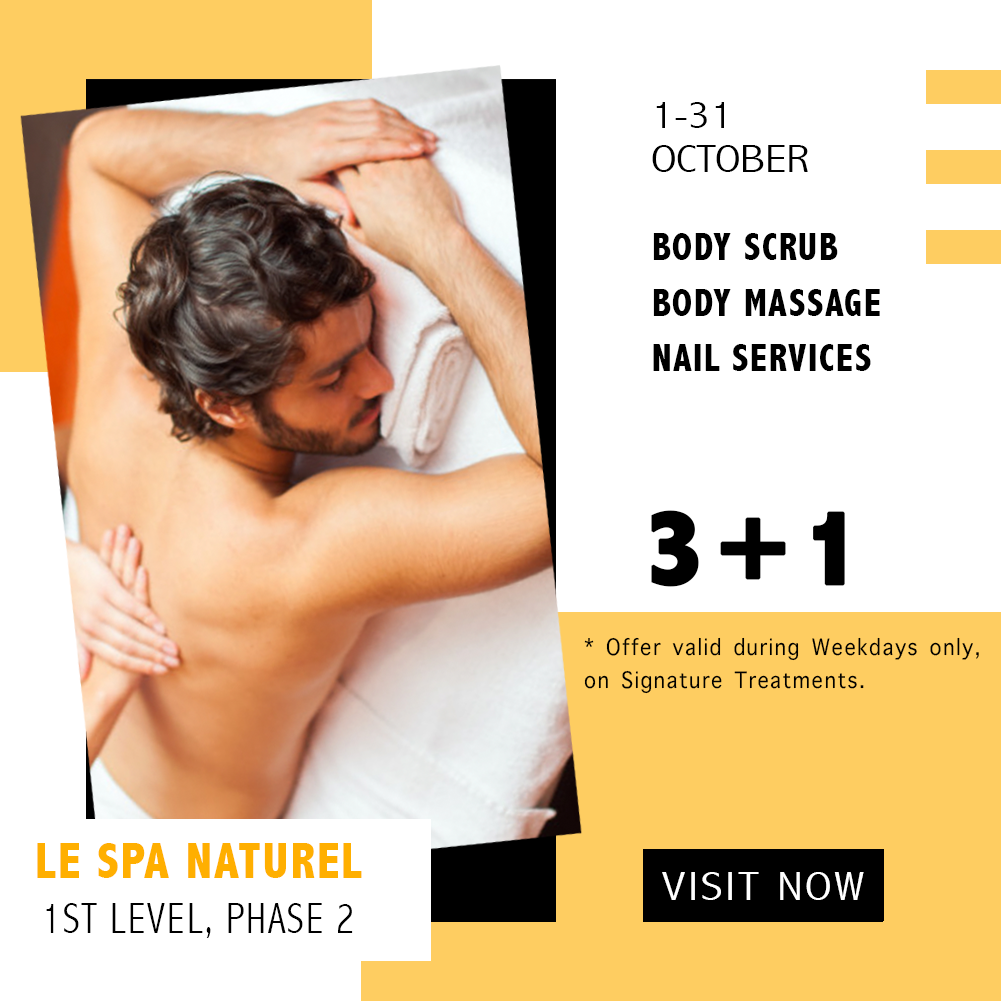 1-31
OCTOBER
BODY SCRUB
BODY MASSAGE
NAIL SERVICES
3+1
* Offer valid during Weekdays only,
on Signature Treatments.
LE SPA NATUREL
1ST LEVEL, PHASE 2
VISIT NOW